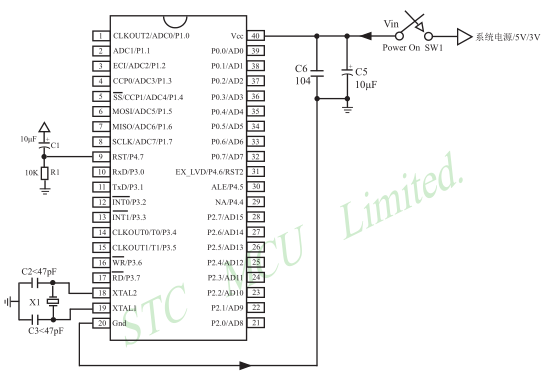 Vin
系统电源/5V/3V
Power On SW1
C6
104
C5
10μF
+
1 CLKOUT2/ADC0/P1.0
2 ADC1/P1.1
3 ECI/ADC2/P1.2
4 CCP0/ADC3/P1.3
5 SS/CCP1/ADC4/P1.4
6 MOSI/ADC5/P1.5
7 MISO/ADC6/P1.6
8 SCLK/ADC7/P1.7
9 RST/P4.7
10 RxD/P3.0
11 TxD/P3.1
12 INT0/P3.2
13 INT1/P3.3
14 CLKOUT0/T0/P3.4
15 CLKOUT1/T1/P3.5
16 WR/P3.6
17 RD/P3.7
18 XTAL2
19 XTAL1
20 Gnd
Vcc 40
P0.0/AD0 39
P0.1/AD1 38
P0.2/AD2 37
P0.3/AD3 36
P0.4/AD4 35
P0.5/AD5 34
P0.6/AD6 33
P0.7/AD7 32
EX_LVD/P4.6/RST2 31
ALE/P4.5 30
NA/P4.4 29
P2.7/AD15 28
P2.6/AD14 27
P2.5/AD13 26
P2.4/AD12 25
P2.3/AD11 24
P2.2/AD10 23
P2.1/AD9 22
P2.0/AD8 21
10μF
+
C1
10K
R1
C2<47pF
X1
C3<47pF
STC MCU Limited.